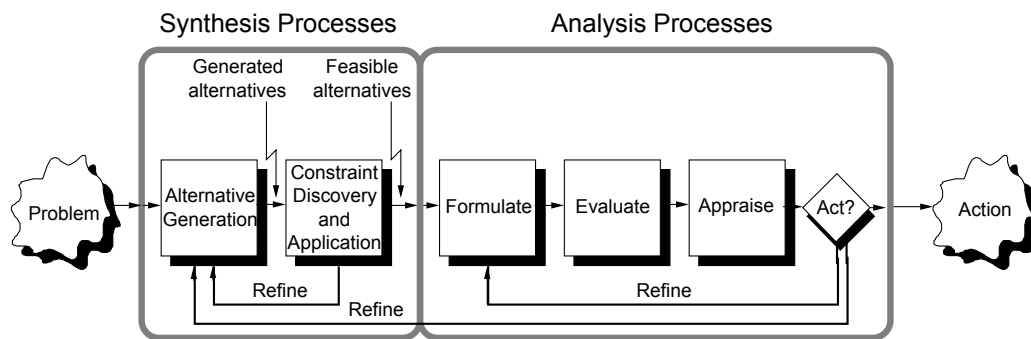 Synthesis Processes
Analysis Processes
Generated
alternatives
Feasible
alternatives
Problem
Alternative
Generation
Constraint
Discovery
and
Application
Formulate
Evaluate
Appraise
Act?
Action
Refine
Refine
Refine